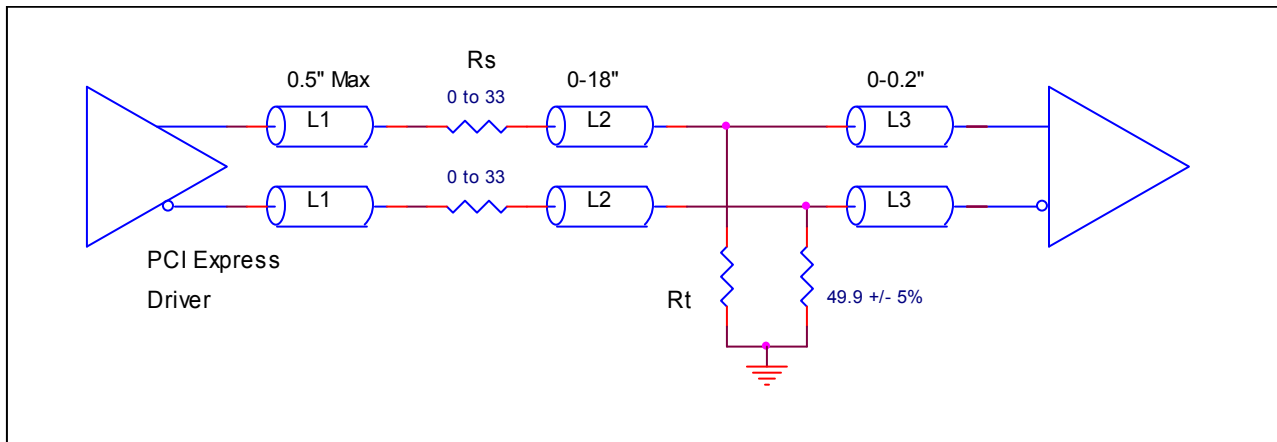 Rs
0.5" Max
0 to 33
0-18"
0-0.2"
L1
L2
L3
0 to 33
L1
L2
L3
PCI Express
Driver
Rt
49.9 +/- 5%